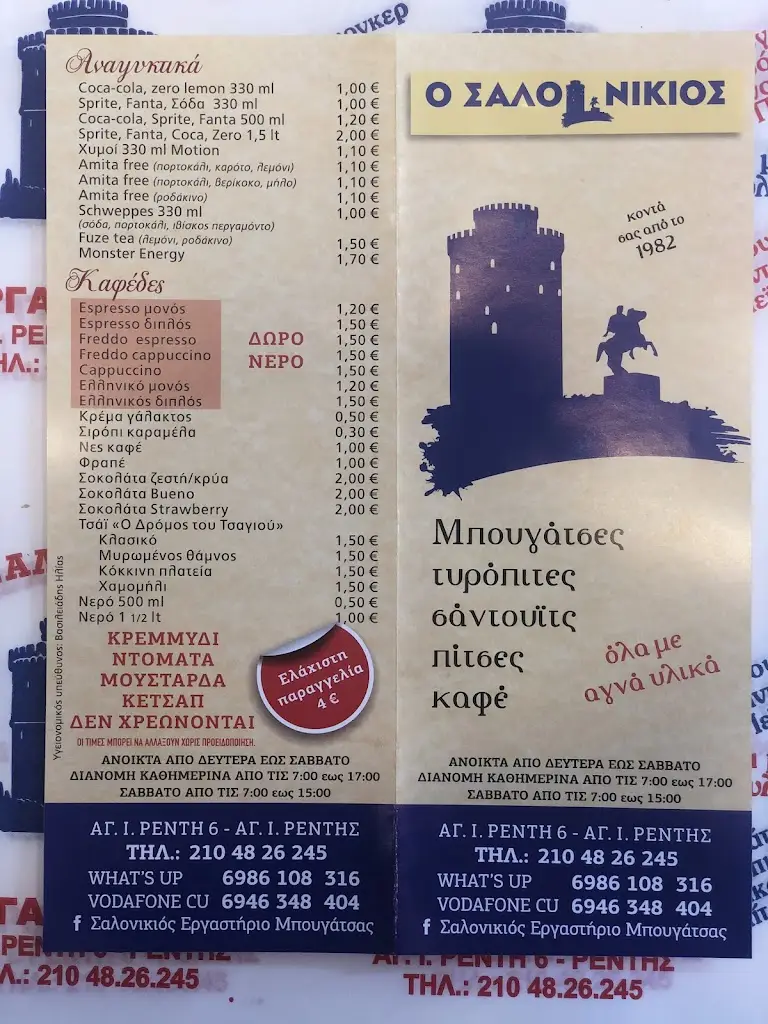 Αναψυκτικά
Coca-cola, zero lemon 330 ml 1,00 €
Sprite, Fanta, Σόδα 330 ml 1,00 €
Coca-cola, Sprite, Fanta 500 ml 1,20 €
Sprite, Fanta, Coca, Zero 1,5 lt 2,00 €
Χυμοί 330 ml Motion 1,10 €
Amita free (πορτοκάλι, καρότο, λεμόνι) 1,10 €
Amita free (πορτοκάλι, βερίκοκο, μήλο) 1,10 €
Amita free (ροδάκινο) 1,10 €
Schweppes 330 ml 1,00 €
(σόδα, πορτοκάλι, ιβίσκος περγαμόντο)
Fuze tea (λεμόνι, ροδάκινο) 1,50 €
Monster Energy 1,70 €
Καφέδες
Espresso μονός 1,20 €
Espresso διπλός 1,50 €
Freddo espresso 1,50 €
Freddo cappuccino 1,50 €
Cappuccino 1,50 €
Ελληνικό μονός 1,20 €
Ελληνικός διπλός 1,50 €
ΔΩΡΟ
ΝΕΡΟ
Κρέμα γάλακτος 0,50 €
Σιρόπι καραμέλα 0,30 €
Νες καφέ 1,00 €
Φραπέ 1,00 €
Σοκολάτα ζεστή/κρύα 2,00 €
Σοκολάτα Bueno 2,00 €
Σοκολάτα Strawberry 2,00 €
Τσάϊ «Ο Δρόμος του Τσαγιού»
Κλασικό 1,50 €
Μυρωμένος θάμνος 1,50 €
Κόκκινη πλατεία 1,50 €
Χαμομήλι 1,50 €
Νερό 500 ml 0,50 €
Νερό 1 1/2 lt 1,00 €
ΚΡΕΜΜΥΔΙ
ΝΤΟΜΑΤΑ
ΜΟΥΣΤΑΡΔΑ
ΚΕΤΣΑΠ
ΔΕΝ ΧΡΕΩΝΟΝΤΑΙ
Ελάχιστη
παραγγελία
4 €
Υγειονομικός υπεύθυνος: Βασιλειάδης Ηλίας
ΟΙ ΤΙΜΕΣ ΜΠΟΡΕΙ ΝΑ ΑΛΛΑΞΟΥΝ ΧΩΡΙΣ ΠΡΟΕΙΔΟΠΟΙΗΣΗ.
ΑΝΟΙΚΤΑ ΑΠΟ ΔΕΥΤΕΡΑ ΕΩΣ ΣΑΒΒΑΤΟ
ΔΙΑΝΟΜΗ ΚΑΘΗΜΕΡΙΝΑ ΑΠΟ ΤΙΣ 7:00 εως 17:00
ΣΑΒΒΑΤΟ ΑΠΟ ΤΙΣ 7:00 εως 15:00
ΑΓ. Ι. ΡΕΝΤΗ 6 - ΑΓ. Ι. ΡΕΝΤΗΣ
ΤΗΛ.: 210 48 26 245
WHAT'S UP 6986 108 316
VODAFONE CU 6946 348 404
f Σαλονικιός Εργαστήριο Μπουγάτσας
Ο ΣΑΛΟΝΙΚΙΟΣ
κοντά
σας από το
1982
Μπουγάτσες
τυρόπιτες
σάντουϊτς
πίτσες
καφέ
όλα με
αγνά υλικά
ΑΝΟΙΚΤΑ ΑΠΟ ΔΕΥΤΕΡΑ ΕΩΣ ΣΑΒΒΑΤΟ
ΔΙΑΝΟΜΗ ΚΑΘΗΜΕΡΙΝΑ ΑΠΟ ΤΙΣ 7:00 εως 17:00
ΣΑΒΒΑΤΟ ΑΠΟ ΤΙΣ 7:00 εως 15:00
ΑΓ. Ι. ΡΕΝΤΗ 6 - ΑΓ. Ι. ΡΕΝΤΗΣ
ΤΗΛ.: 210 48 26 245
WHAT'S UP 6986 108 316
VODAFONE CU 6946 348 404
f Σαλονικιός Εργαστήριο Μπουγάτσας
ΑΓ. Ι. ΡΕΝΤΗ 6 - ΡΕΝΤΗΣ
ΤΗΛ.: 210 48.26.245